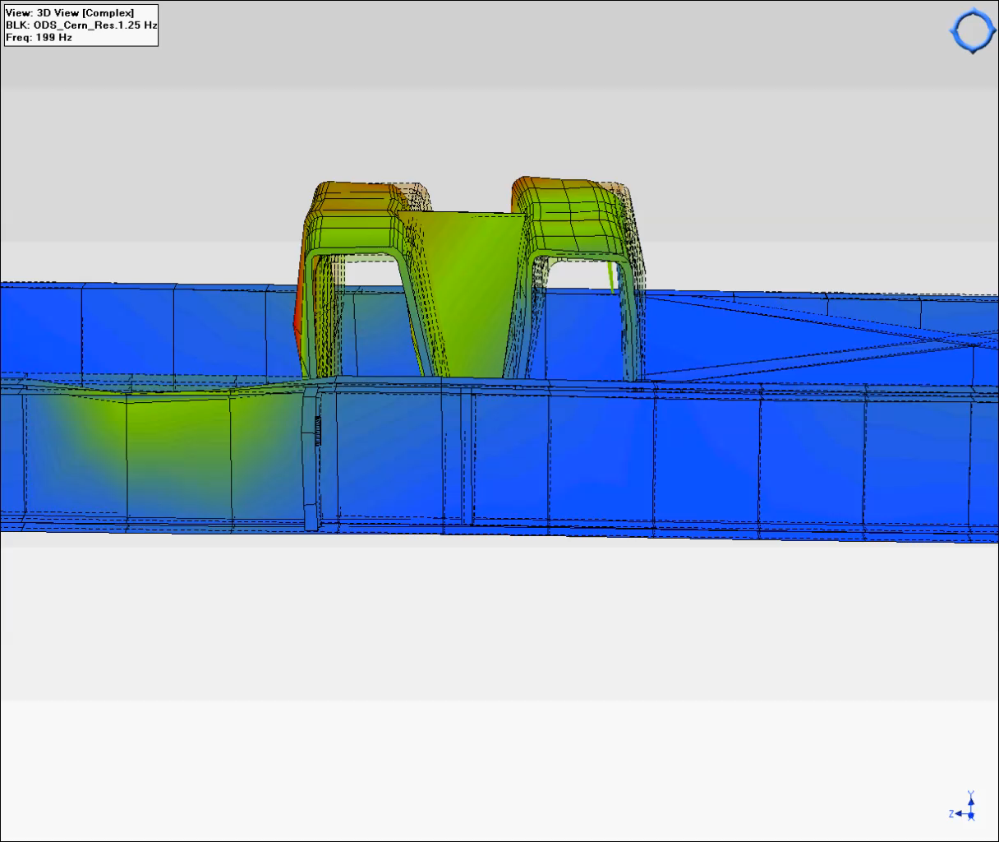 View: 3D View [Complex]
BLK: ODS_Cern_Res.1.25 Hz
Freq: 199 Hz
Y
Z
X